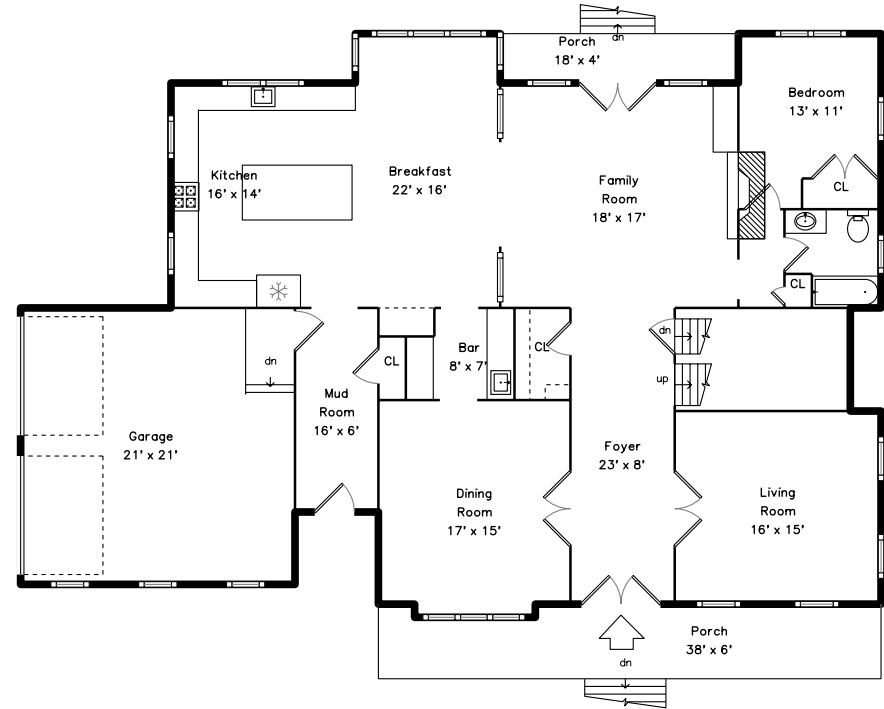 dn
Porch
18' x 4'
Bedroom
13' x 11'
Kitchen
16' x 14'
Breakfast
22' x 16'
Family
Room
18' x 17'
CL
CL
dn
Bar
8' x 7'
CL
CL
dn
up
Mud
Room
16' x 6'
Garage
21' x 21'
Foyer
23' x 8'
Dining
Room
17' x 15'
Living
Room
16' x 15'
Porch
38' x 6'
dn